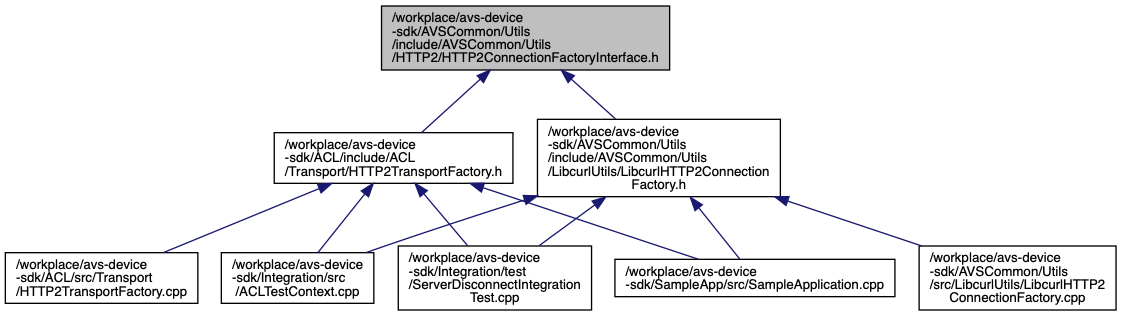 /workplace/avs-device
-sdk/AVSCommon/Utils
/include/AVSCommon/Utils
/HTTP2/HTTP2ConnectionFactoryInterface.h
/workplace/avs-device
-sdk/ACL/include/ACL
/Transport/HTTP2TransportFactory.h
/workplace/avs-device
-sdk/AVSCommon/Utils
/include/AVSCommon/Utils
/LibcurlUtils/LibcurlHTTP2Connection
Factory.h
/workplace/avs-device
-sdk/ACL/src/Transport
/HTTP2TransportFactory.cpp
/workplace/avs-device
-sdk/Integration/src
/ACLTestContext.cpp
/workplace/avs-device
-sdk/Integration/test
/ServerDisconnectIntegration
Test.cpp
/workplace/avs-device
-sdk/SampleApp/src/SampleApplication.cpp
/workplace/avs-device
-sdk/AVSCommon/Utils
/src/LibcurlUtils/LibcurlHTTP2
ConnectionFactory.cpp